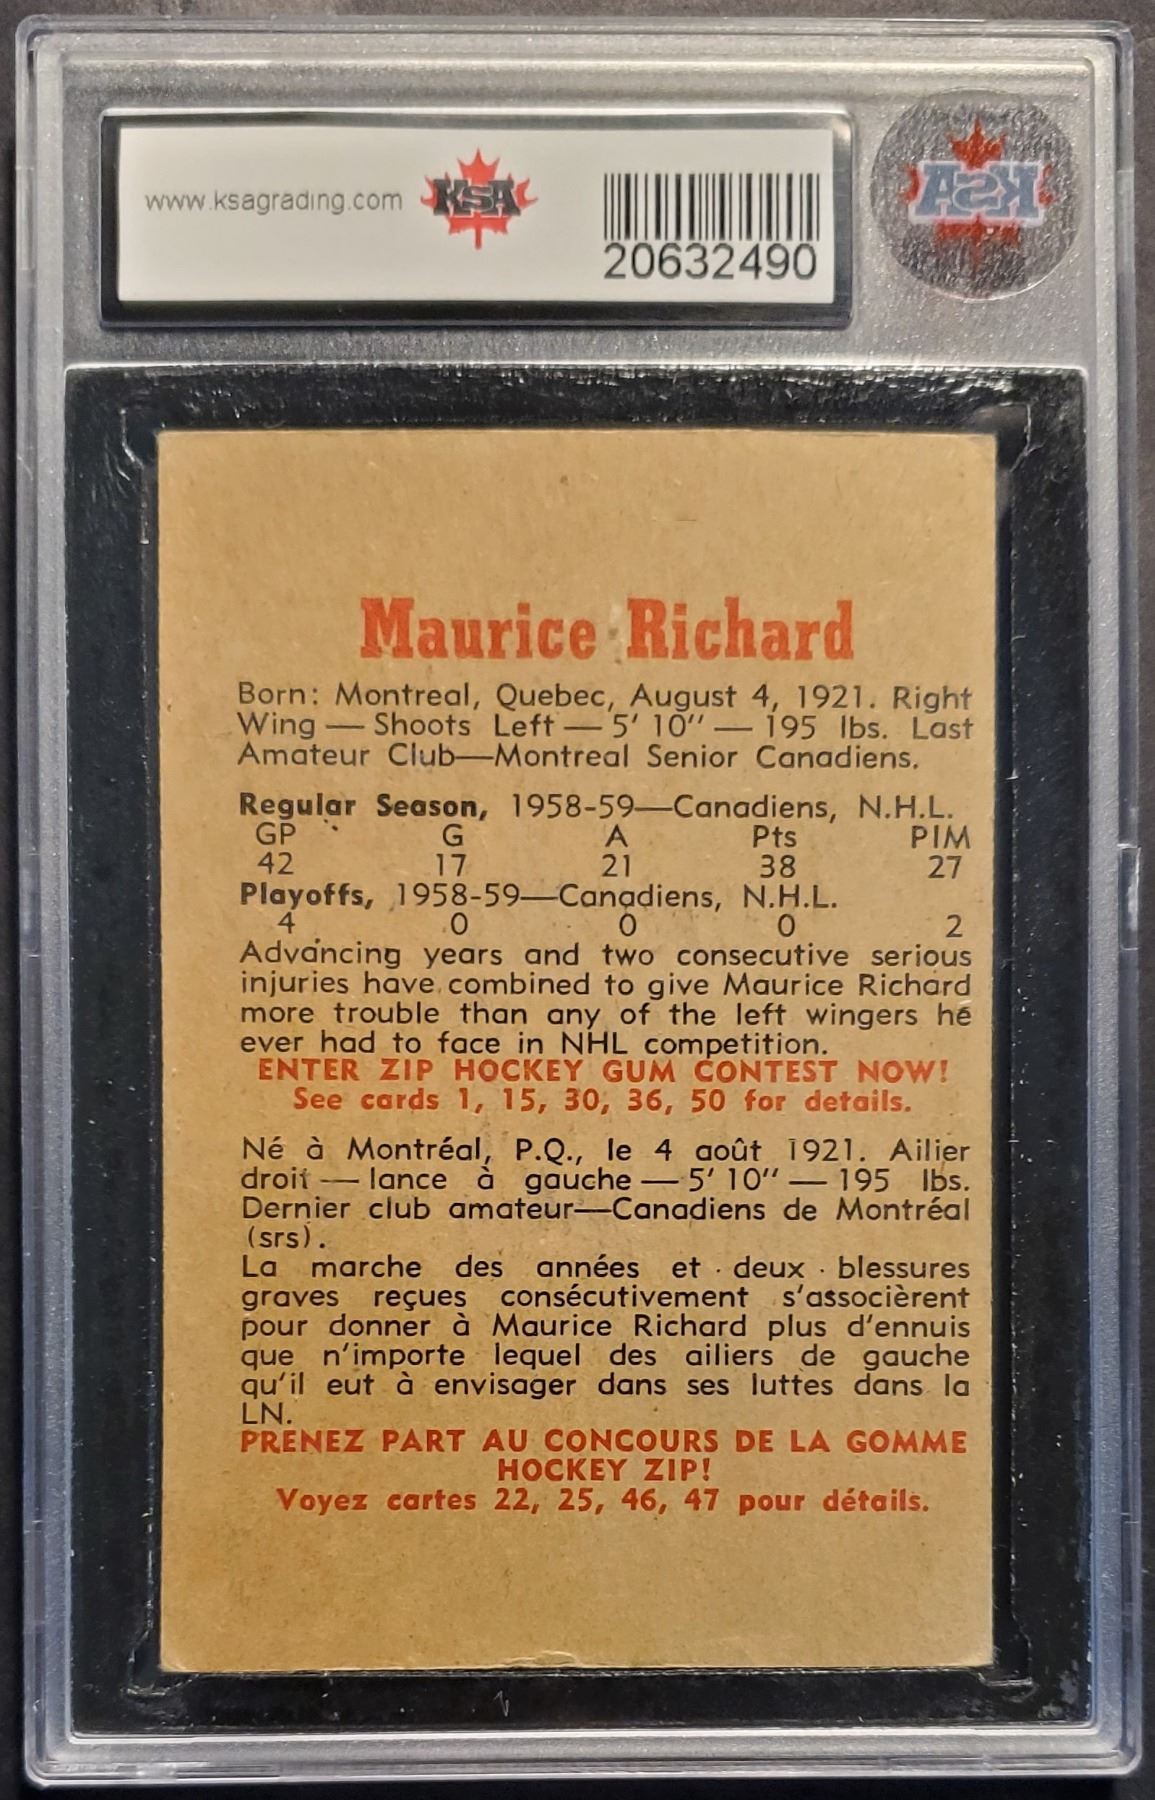 www.ksagrading.com
KSA
20632490
KSA
Maurice Richard
Born: Montreal, Quebec, August 4, 1921. Right
Wing — Shoots Left — 5' 10" — 195 lbs. Last
Amateur Club—Montreal Senior Canadiens.
Regular Season, 1958-59—Canadiens, N.H.L.
GP G A Pts PIM
42 17 21 38 27
Playoffs, 1958-59—Canadiens, N.H.L.
4 0 0 0 2
Advancing years and two consecutive serious
injuries have combined to give Maurice Richard
more trouble than any of the left wingers he
ever had to face in NHL competition.
ENTER ZIP HOCKEY GUM CONTEST NOW!
See cards 1, 15, 30, 36, 50 for details.
Né à Montréal, P.Q., le 4 août 1921. Ailier
droit — lance à gauche — 5' 10" — 195 lbs.
Dernier club amateur—Canadiens de Montréal
(srs).
La marche des années et deux blessures
graves reçues consécutivement s'associèrent
pour donner à Maurice Richard plus d'ennuis
que n'importe lequel des ailiers de gauche
qu'il eut à envisager dans ses luttes dans la
LN.
PRENEZ PART AU CONCOURS DE LA GOMME
HOCKEY ZIP!
Voyez cartes 22, 25, 46, 47 pour détails.